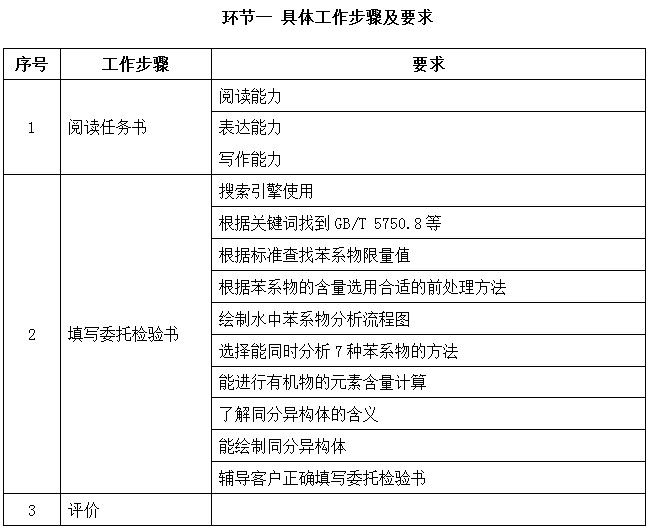 环节一 具体工作步骤及要求
序号 工作步骤 要求
1 阅读任务书
阅读能力
表达能力
写作能力
2 填写委托检验书
搜索引擎使用
根据关键词找到 GB/T 5750.8 等
根据标准查找苯系物限量值
根据苯系物的含量选用合适的前处理方法
绘制水中苯系物分析流程图
选择能同时分析 7 种苯系物的方法
能进行有机物的元素含量计算
了解同分异构体的含义
能绘制同分异构体
辅导客户正确填写委托检验书
3 评价